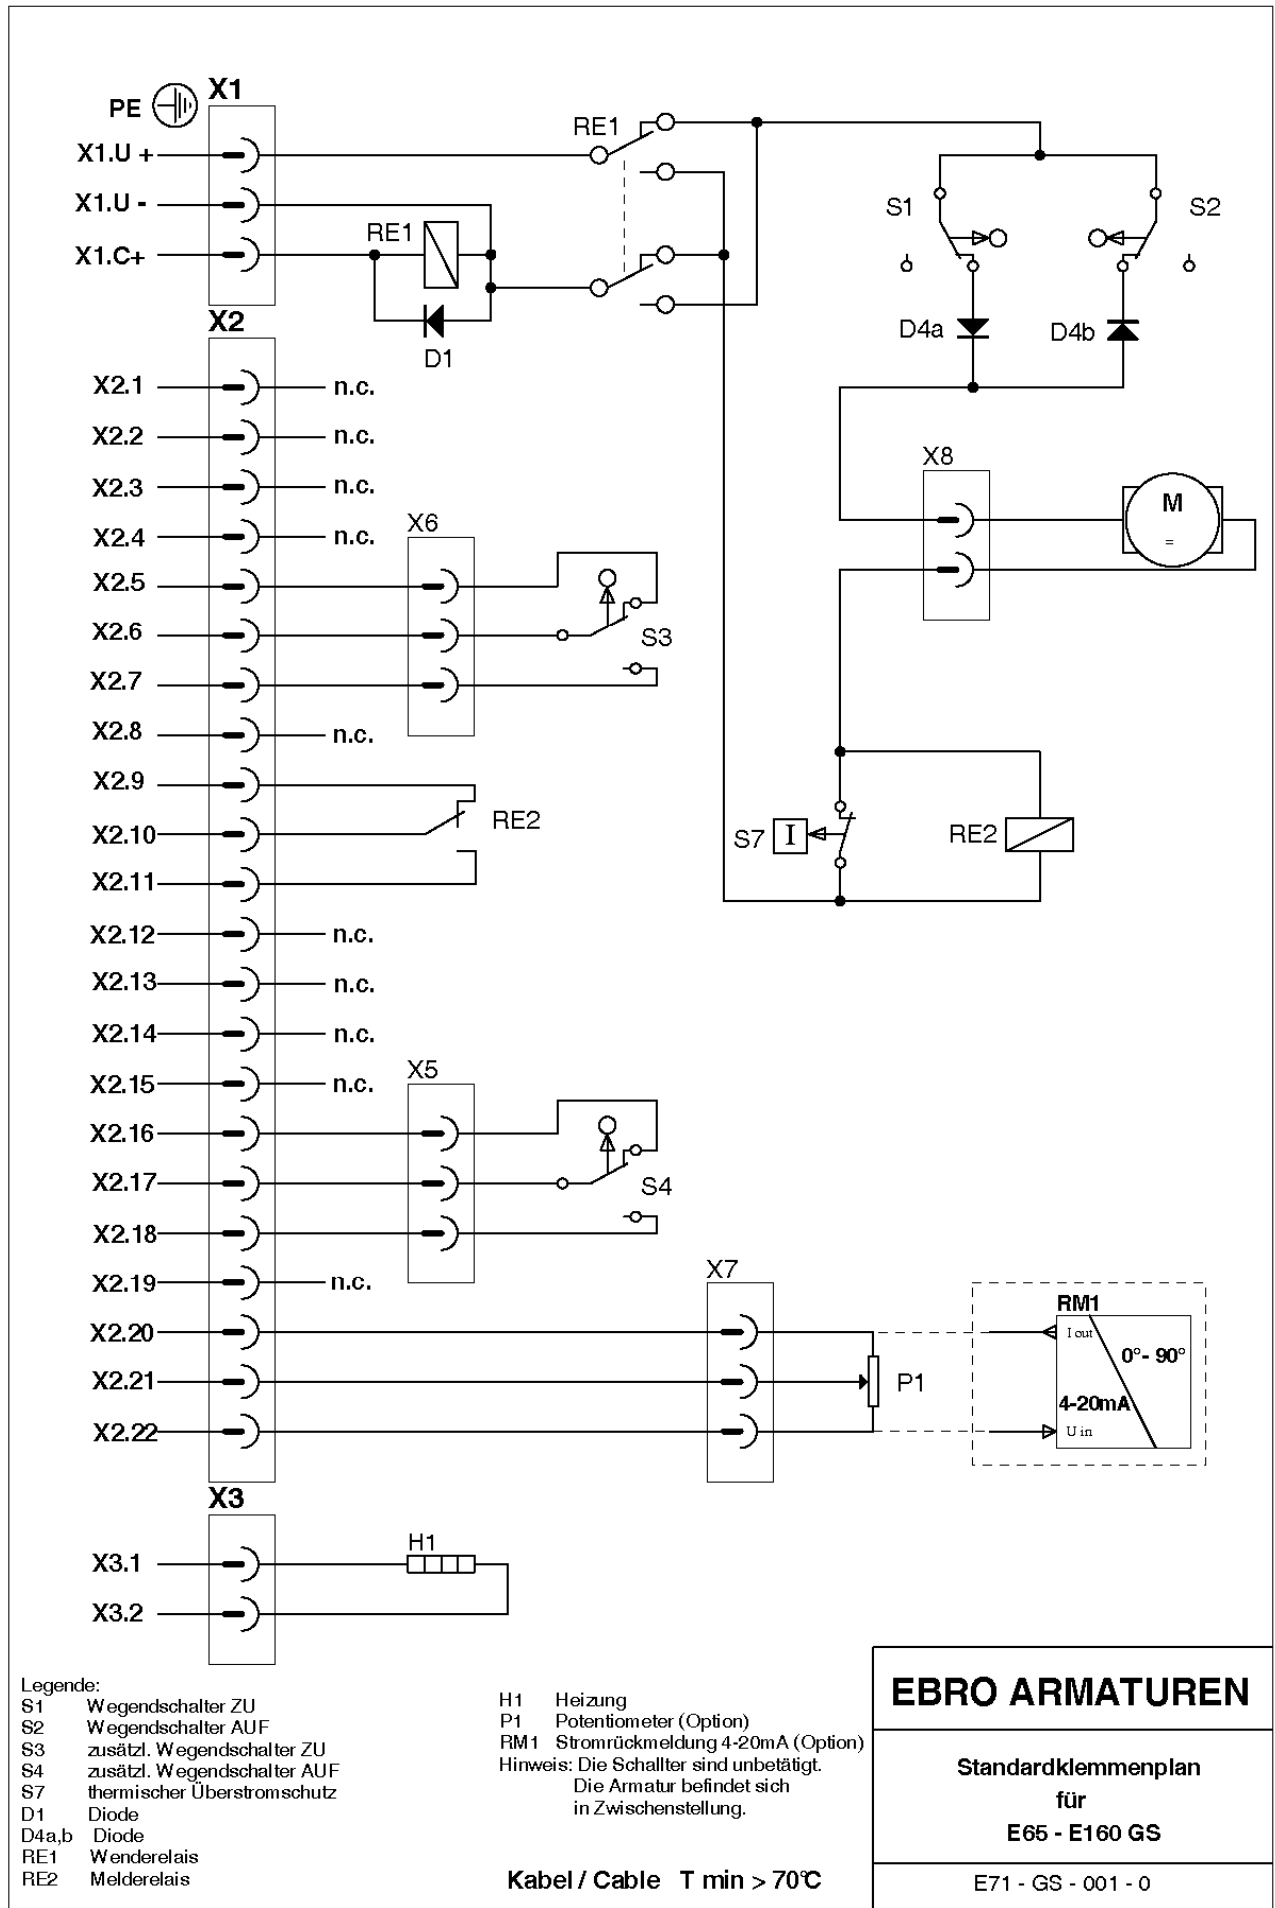 X1
PE
RE1
X1.U +
S1
S2
X1.U -
RE1
X1.C+
X2
D4a
D4b
D1
X2.1
n.c.
X2.2
n.c.
X8
X2.3
n.c.
M
=
X6
X2.4
n.c.
X2.5
X2.6
S3
X2.7
X2.8
n.c.
X2.9
RE2
X2.10
S7
I
RE2
X2.11
X2.12
n.c.
X2.13
n.c.
X2.14
n.c.
X5
X2.15
n.c.
X2.16
X2.17
S4
X2.18
X7
X2.19
n.c.
RM1
X2.20
I out
0°- 90°
X2.21
P1
4-20mA
X2.22
U in
X3
H1
X3.1
X3.2
Legende:
S1 Wegendschalter ZU
S2 Wegendschalter AUF
S3 zusätzl. Wegendschalter ZU
S4 zusätzl. Wegendschalter AUF
S7 thermischer Überstromschutz
D1 Diode
D4a,b Diode
RE1 Wenderelais
RE2 Melderelais
H1 Heizung
P1 Potentiometer (Option)
RM1 Stromrückmeldung 4-20mA (Option)
Hinweis: Die Schallter sind unbetätigt.
Die Armatur befindet sich
in Zwischenstellung.
Kabel / Cable T min > 70°C
EBRO ARMATUREN
Standardklemmenplan
für
E65 - E160 GS
E71 - GS - 001 - 0